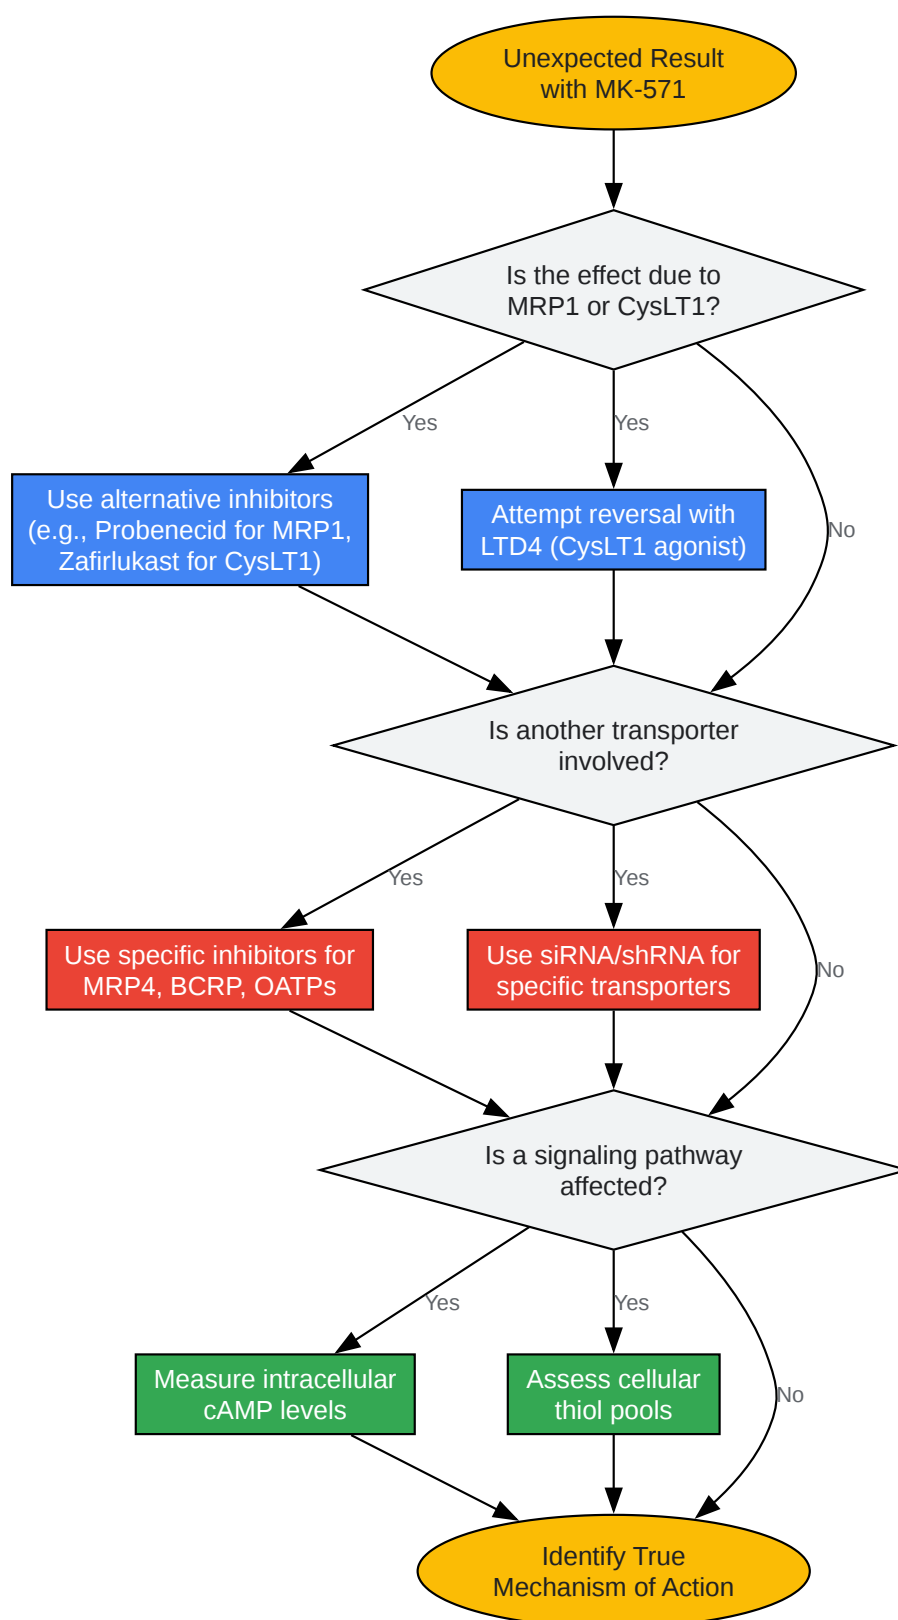 Unexpected Result
with MK-571
Is the effect due to
MRP1 or CysLT1?
Yes
Yes
No
Use alternative inhibitors
(e.g., Probenecid for MRP1,
Zafirlukast for CysLT1)
Attempt reversal with
LTD4 (CysLT1 agonist)
Is another transporter
involved?
Yes
Yes
No
Use specific inhibitors for
MRP4, BCRP, OATPs
Use siRNA/shRNA for
specific transporters
Is a signaling pathway
affected?
Yes
Yes
No
Measure intracellular
cAMP levels
Assess cellular
thiol pools
Identify True
Mechanism of Action